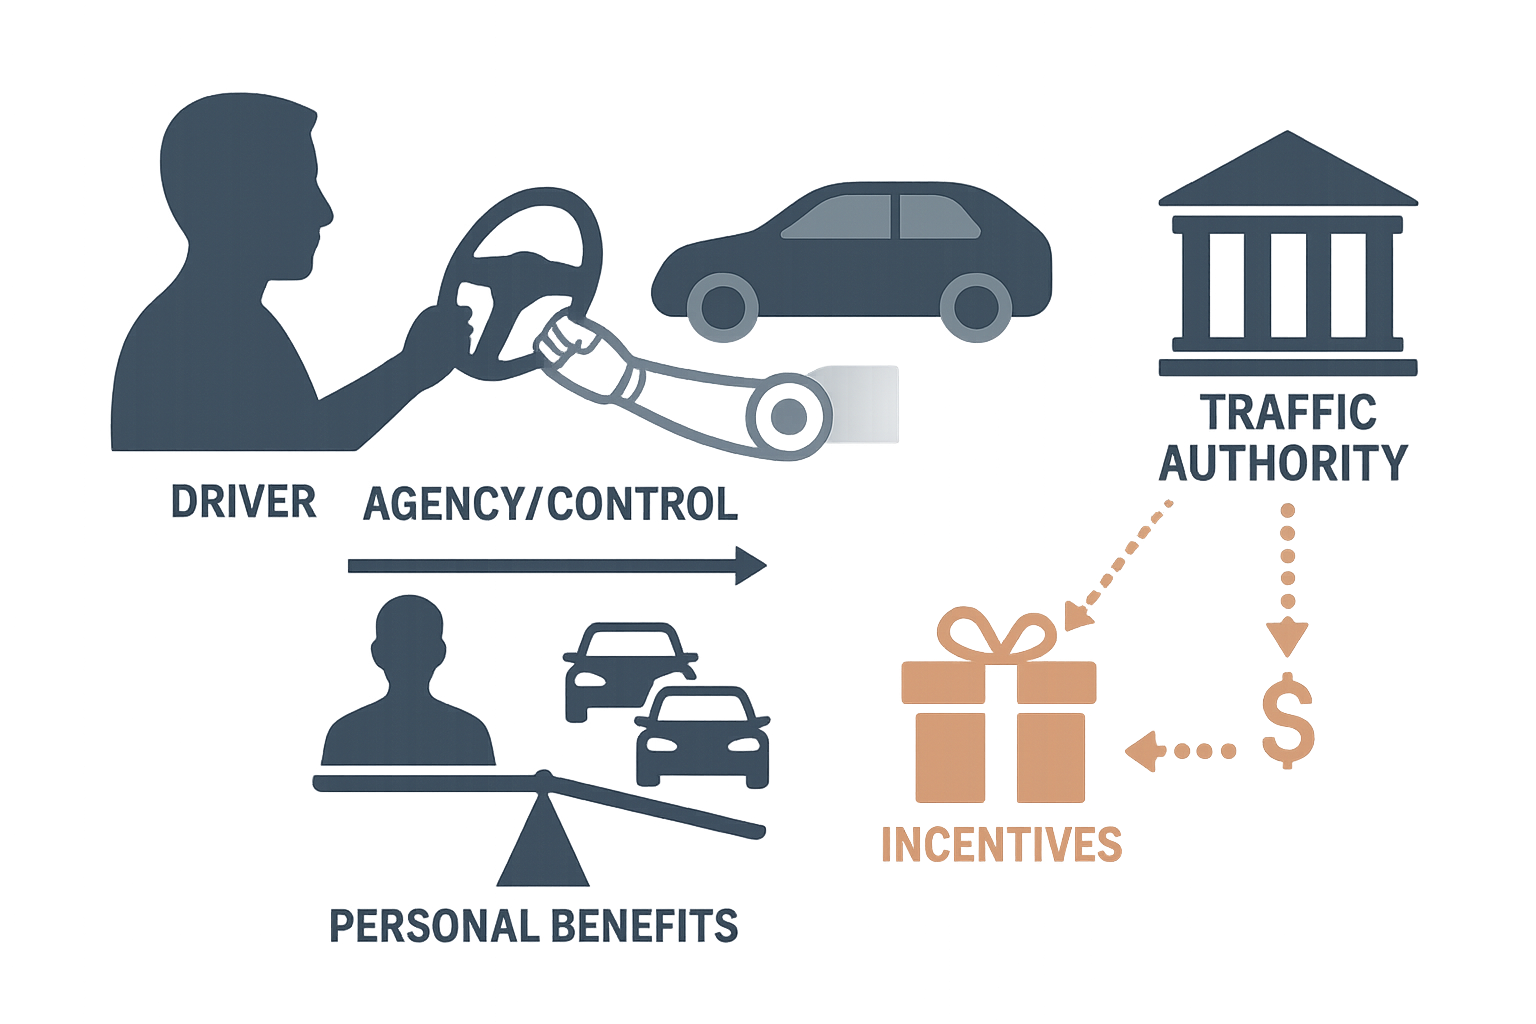 TRAFFIC
AUTHORITY
DRIVER
AGENCY/CONTROL
$
INCENTIVES
PERSONAL BENEFITS